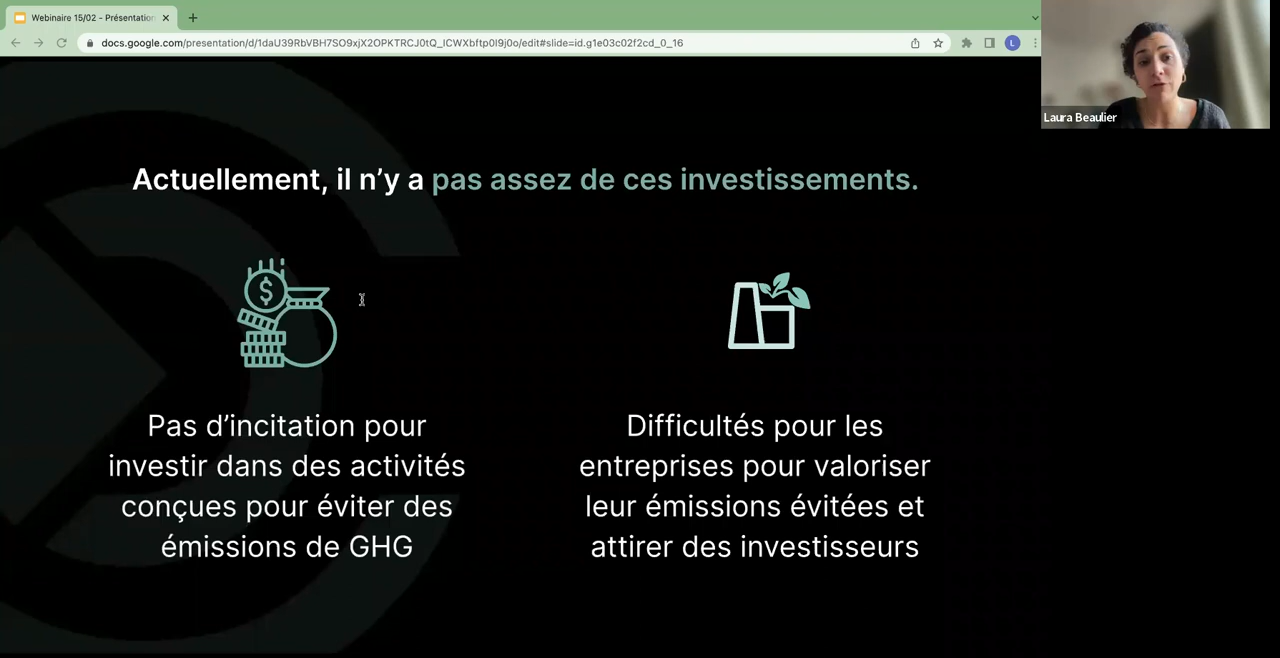 Webinaire 15/02 - Présentation
docs.google.com/presentation/d/1daU39RbVBH7SO9xjX2OPKTRCJ0tQ_ICWXbftp0I9j0o/edit#slide=id.g1e03c02f2cd_0_16
L
Laura Beaulier
Actuellement, il n’y a pas assez de ces investissements.
$
Pas d’incitation pour
investir dans des activités
conçues pour éviter des
émissions de GHG
Difficultés pour les
entreprises pour valoriser
leur émissions évitées et
attirer des investisseurs